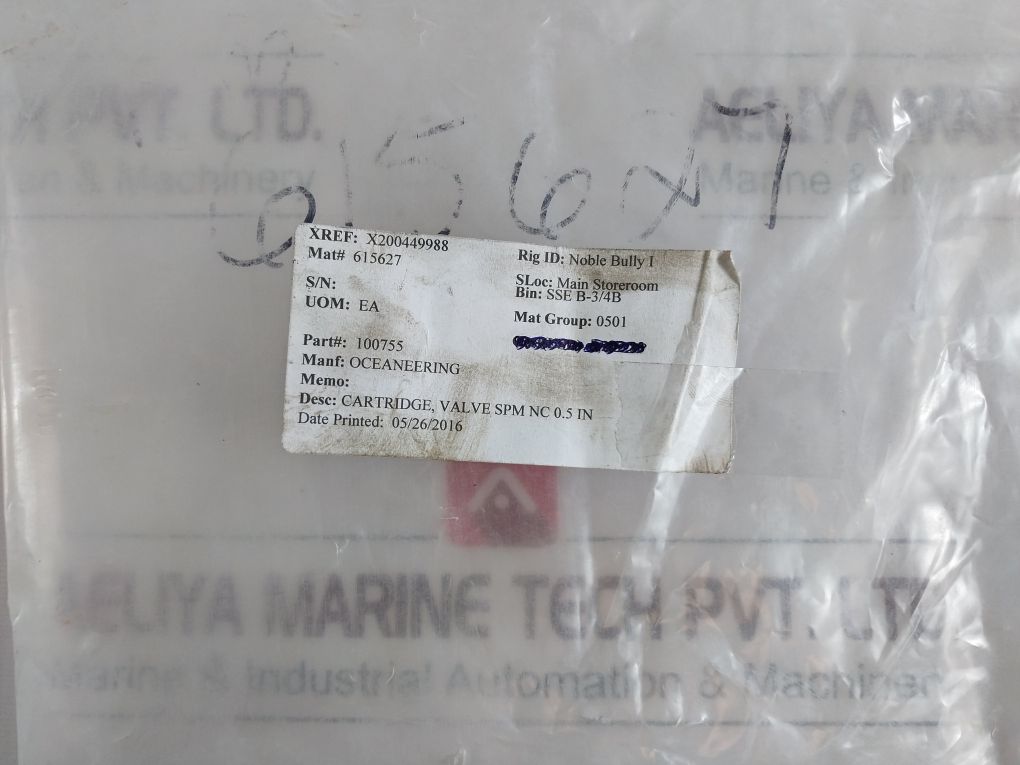 N PVT LTD.
an & Machinery
AELIYA MAR
Marine & In
XREF: X200449988
Mat# 615627
Rig ID: Noble Bully I
S/N:
SLoc: Main Storeroom
UOM: EA
Bin: SSE B-3/4B
Mat Group: 0501
Part#: 100755
Manf: OCEANEERING
Memo:
Desc: CARTRIDGE, VALVE SPM NC 0.5 IN
Date Printed: 05/26/2016
AELIYA MARINE TECH PVT. LTD
Marine & Industrial Automation & Machinery